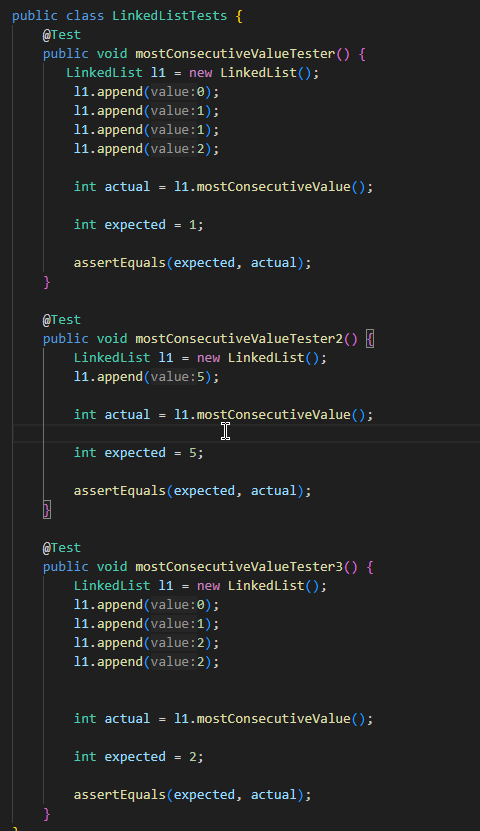 public class LinkedListTests {
@Test
public void mostConsecutiveValueTester() {
LinkedList l1 = new LinkedList();
l1.append(value:0);
l1.append(value:1);
l1.append(value:1);
l1.append(value:2);
int actual = l1.mostConsecutiveValue();
int expected = 1;
assertEquals(expected, actual);
}
@Test
public void mostConsecutiveValueTester2() {
LinkedList l1 = new LinkedList();
l1.append(value:5);
int actual = l1.mostConsecutiveValue();
int expected = 5;
assertEquals(expected, actual);
}
@Test
public void mostConsecutiveValueTester3() {
LinkedList l1 = new LinkedList();
l1.append(value:0);
l1.append(value:1);
l1.append(value:2);
l1.append(value:2);
int actual = l1.mostConsecutiveValue();
int expected = 2;
assertEquals(expected, actual);
}
}